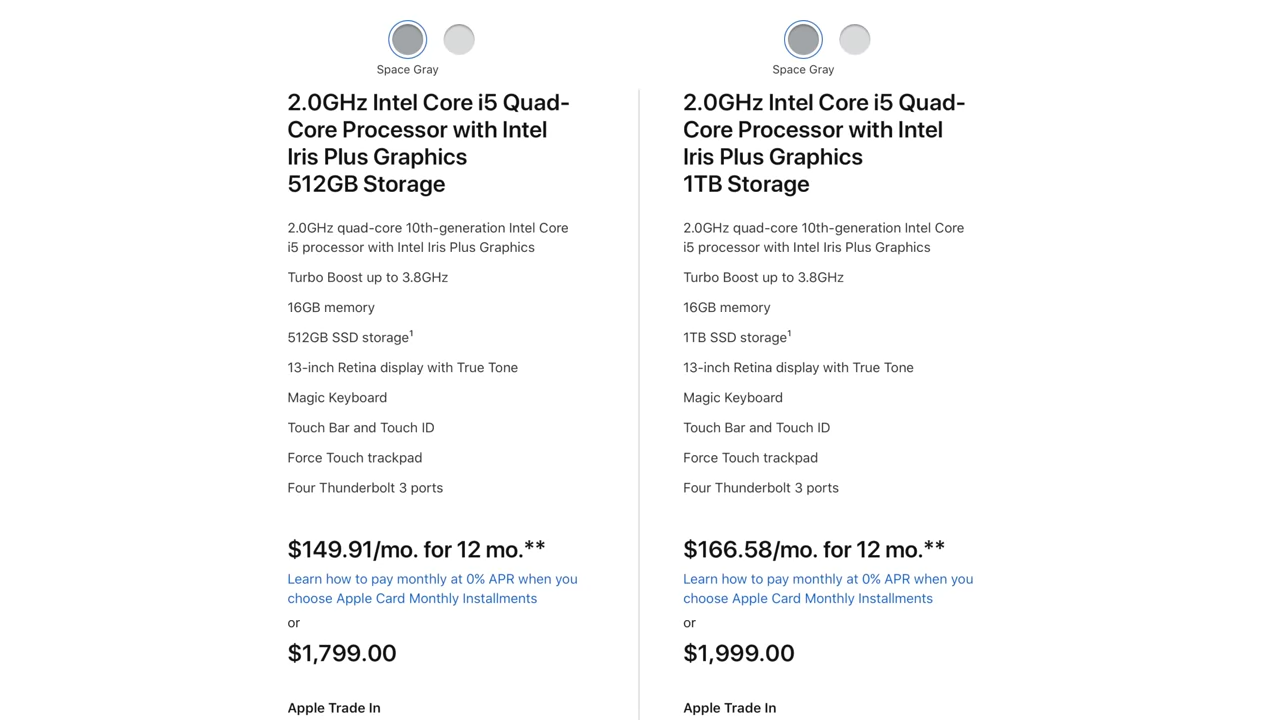 Space Gray
2.0GHz Intel Core i5 Quad-
Core Processor with Intel
Iris Plus Graphics
512GB Storage
2.0GHz quad-core 10th-generation Intel Core
i5 processor with Intel Iris Plus Graphics
Turbo Boost up to 3.8GHz
16GB memory
512GB SSD storage¹
13-inch Retina display with True Tone
Magic Keyboard
Touch Bar and Touch ID
Force Touch trackpad
Four Thunderbolt 3 ports
$149.91/mo. for 12 mo.**
Learn how to pay monthly at 0% APR when you
choose Apple Card Monthly Installments
or
$1,799.00
Apple Trade In
Space Gray
2.0GHz Intel Core i5 Quad-
Core Processor with Intel
Iris Plus Graphics
1TB Storage
2.0GHz quad-core 10th-generation Intel Core
i5 processor with Intel Iris Plus Graphics
Turbo Boost up to 3.8GHz
16GB memory
1TB SSD storage¹
13-inch Retina display with True Tone
Magic Keyboard
Touch Bar and Touch ID
Force Touch trackpad
Four Thunderbolt 3 ports
$166.58/mo. for 12 mo.**
Learn how to pay monthly at 0% APR when you
choose Apple Card Monthly Installments
or
$1,999.00
Apple Trade In